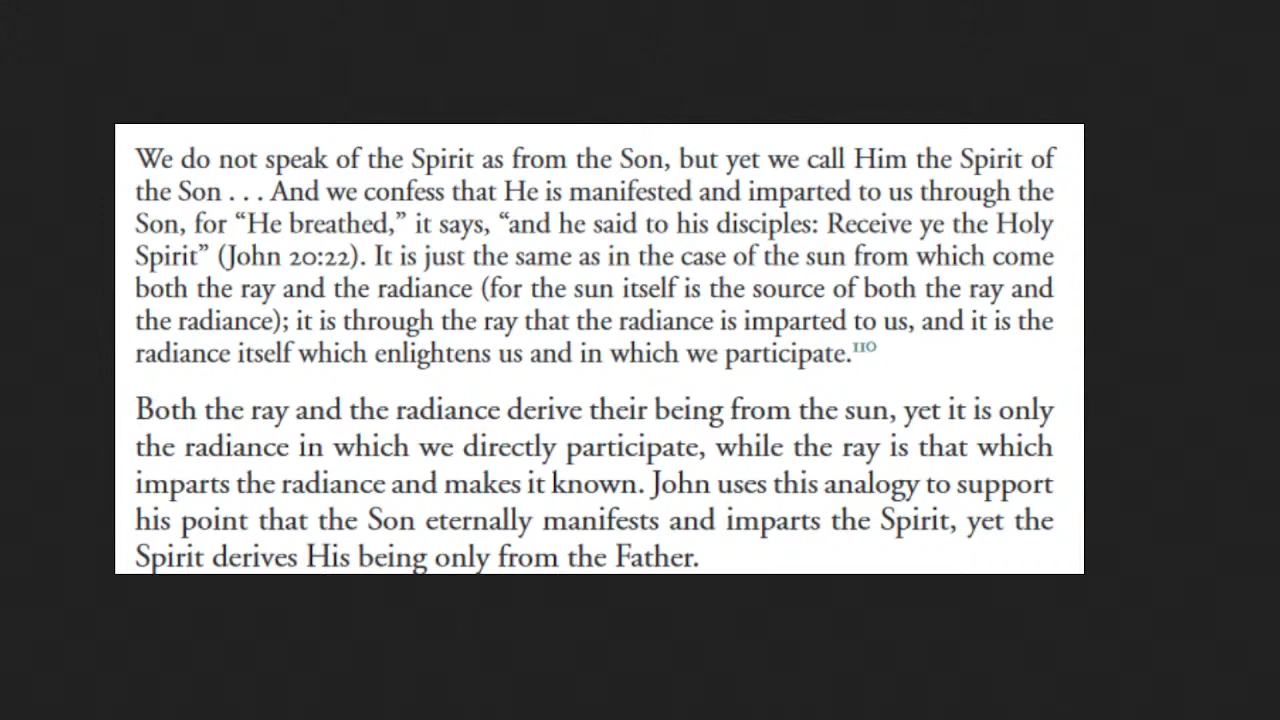 We do not speak of the Spirit as from the Son, but yet we call Him the Spirit of
the Son . . . And we confess that He is manifested and imparted to us through the
Son, for “He breathed,” it says, “and he said to his disciples: Receive ye the Holy
Spirit” (John 20:22). It is just the same as in the case of the sun from which come
both the ray and the radiance (for the sun itself is the source of both the ray and
the radiance); it is through the ray that the radiance is imparted to us, and it is the
radiance itself which enlightens us and in which we participate.110
Both the ray and the radiance derive their being from the sun, yet it is only
the radiance in which we directly participate, while the ray is that which
imparts the radiance and makes it known. John uses this analogy to support
his point that the Son eternally manifests and imparts the Spirit, yet the
Spirit derives His being only from the Father.